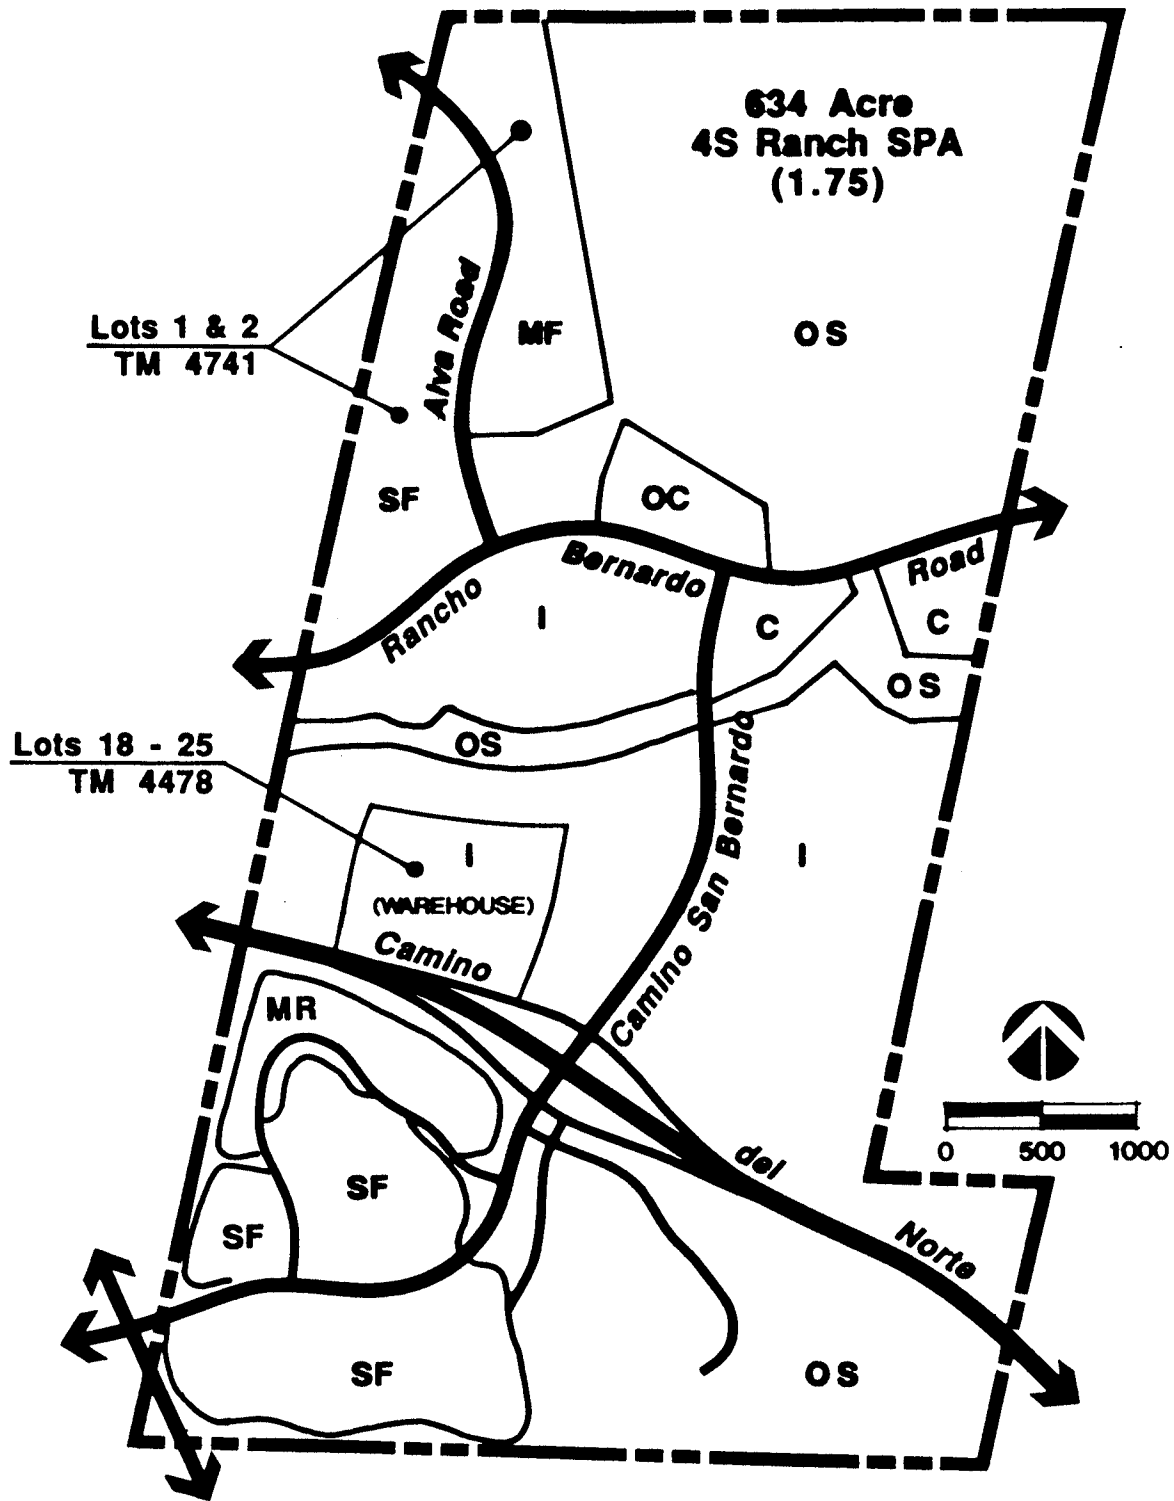 634 Acre
4S Ranch SPA
(1.75)
Lots 1 & 2
TM 4741
Alva Road
MF
OS
SF
OC
Rancho
Bernardo
Road
I
C
C
OS
OS
Lots 18 - 25
TM 4478
I
(WAREHOUSE)
Camino
Camino San Bernardo
I
MR
0 500 1000
del
Norte
SF
SF
SF
OS